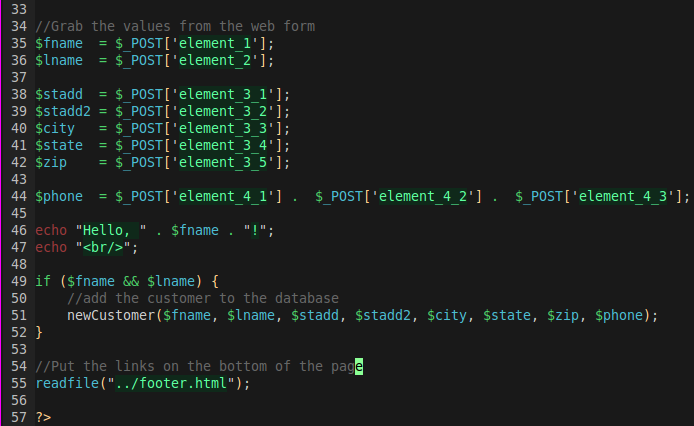 33
34 //Grab the values from the web form
35 $fname  = $_POST['element_1'];
36 $lname  = $_POST['element_2'];
37
38 $stadd  = $_POST['element_3_1'];
39 $stadd2 = $_POST['element_3_2'];
40 $city   = $_POST['element_3_3'];
41 $state  = $_POST['element_3_4'];
42 $zip    = $_POST['element_3_5'];
43
44 $phone  = $_POST['element_4_1'] .  $_POST['element_4_2'] .  $_POST['element_4_3'];
45
46 echo "Hello, " . $fname . "!";
47 echo "<br/>";
48
49 if ($fname && $lname) {
50     //add the customer to the database
51     newCustomer($fname, $lname, $stadd, $stadd2, $city, $state, $zip, $phone);
52 }
53
54 //Put the links on the bottom of the page
55 readfile("../footer.html");
56
57 ?>